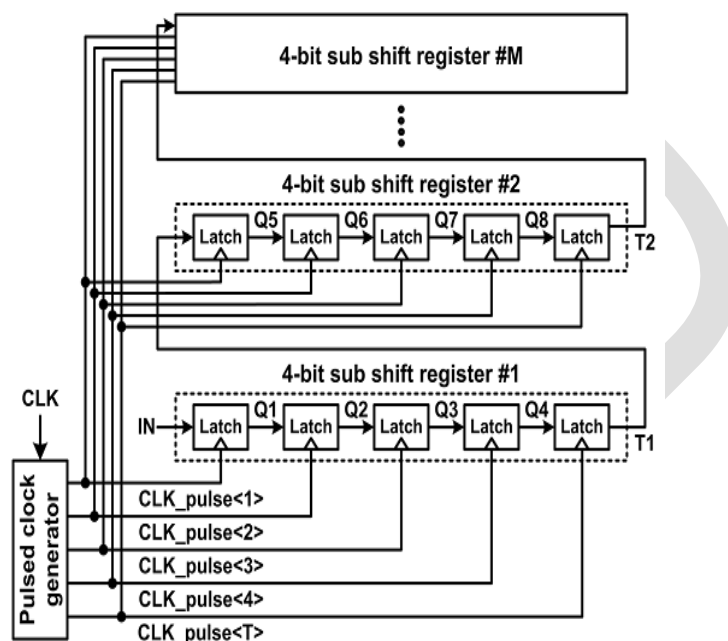 4-bit sub shift register #M
4-bit sub shift register #2
Q5 Q6 Q7 Q8
Latch Latch Latch Latch Latch
T2
4-bit sub shift register #1
CLK
Q1 Q2 Q3 Q4
IN Latch Latch Latch Latch Latch
T1
Pulsed clock
generator
CLK_pulse<1>
CLK_pulse<2>
CLK_pulse<3>
CLK_pulse<4>
CLK_pulse<T>